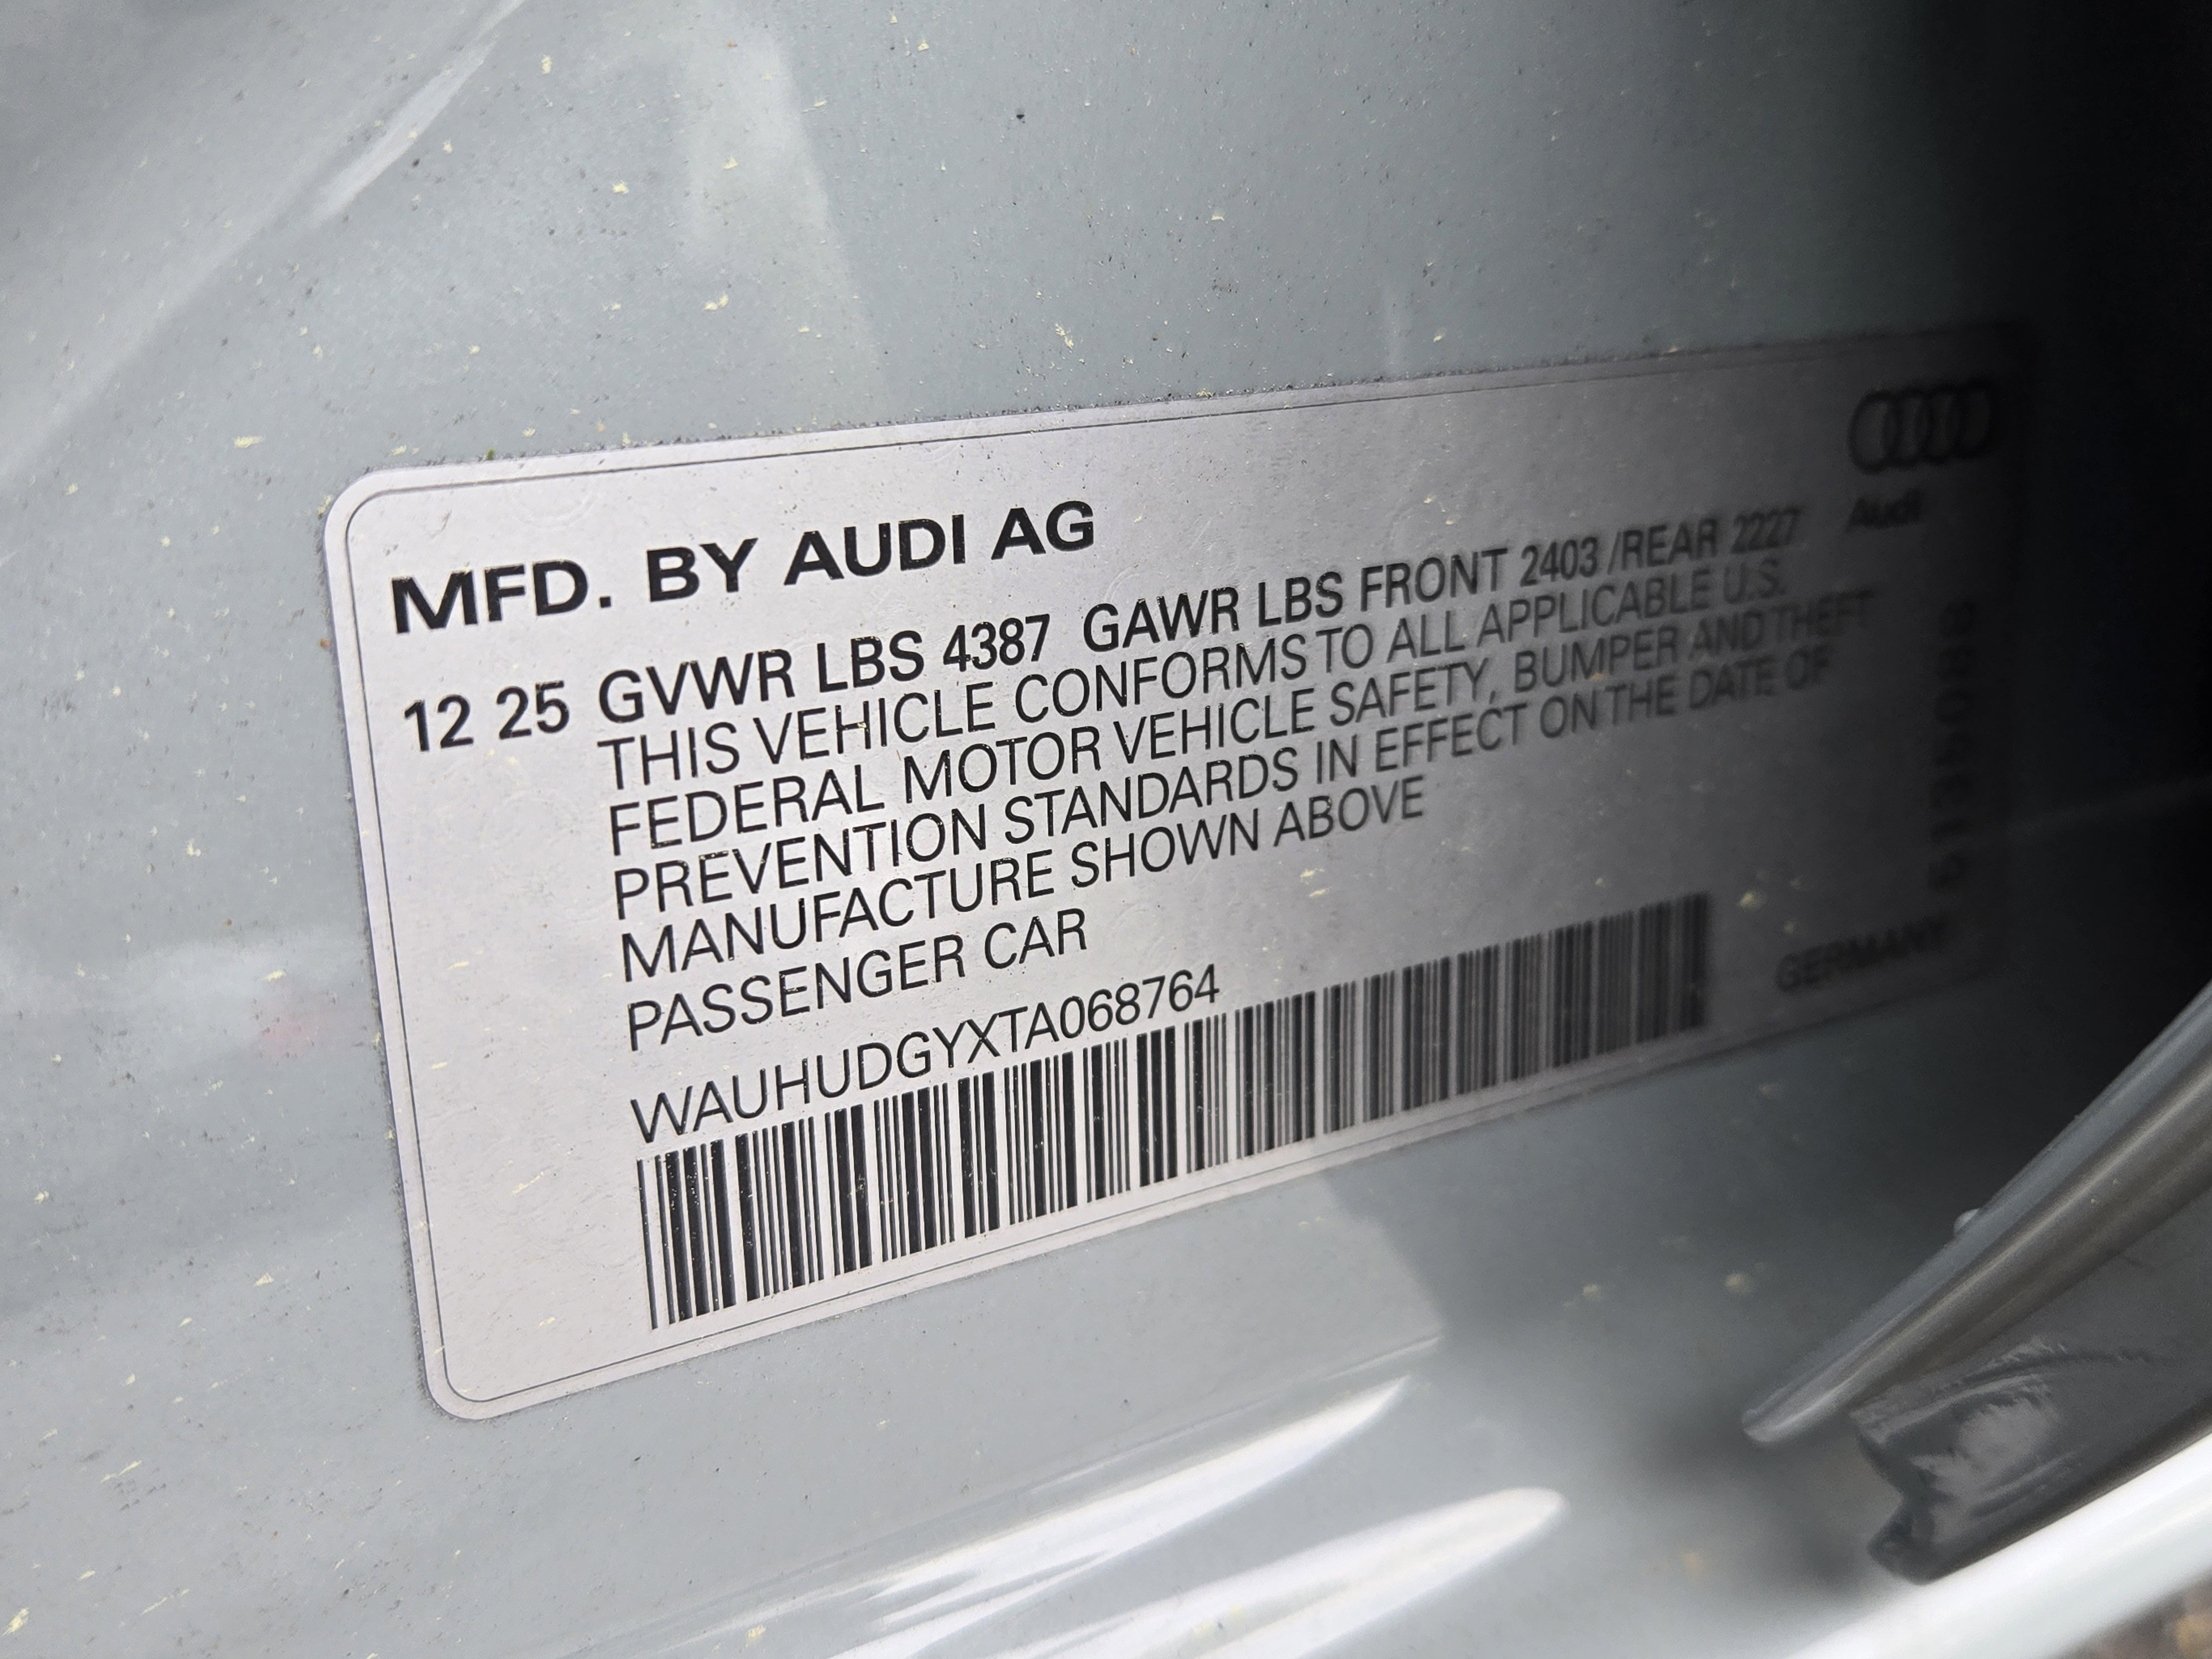 MFD. BY AUDI AG
Audi
12 25 GVWR LBS 4387 GAWR LBS FRONT 2403 /REAR 2227
THIS VEHICLE CONFORMS TO ALL APPLICABLE U.S.
FEDERAL MOTOR VEHICLE SAFETY, BUMPER AND THEFT
PREVENTION STANDARDS IN EFFECT ON THE DATE OF
MANUFACTURE SHOWN ABOVE
PASSENGER CAR
WAUHUDGYXTA068764
GERMANY